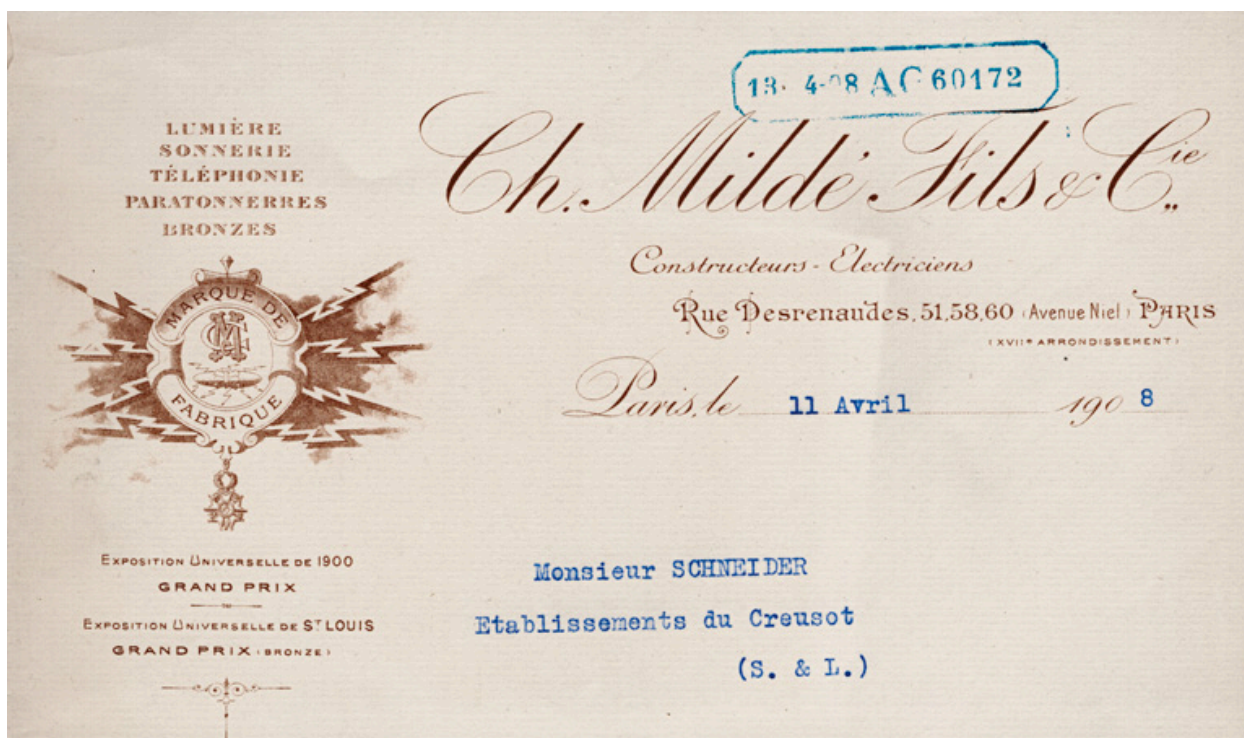 13· 4-08 AC 60172
LUMIÈRE
SONNERIE
TÉLÉPHONIE
PARATONNERRES
BRONZES
MARQUE DE
FABRIQUE
EXPOSITION UNIVERSELLE DE 1900
GRAND PRIX
EXPOSITION UNIVERSELLE DE ST LOUIS
GRAND PRIX (BRONZE)
Ch. Mildé Fils & Cie
Constructeurs - Electriciens
Rue Desrenaudes, 51,58,60 (Avenue Niel) PARIS
(XVIIe ARRONDISSEMENT)
Paris, le 11 Avril 1908
Monsieur SCHNEIDER
Etablissements du Creusot
(S. & L.)